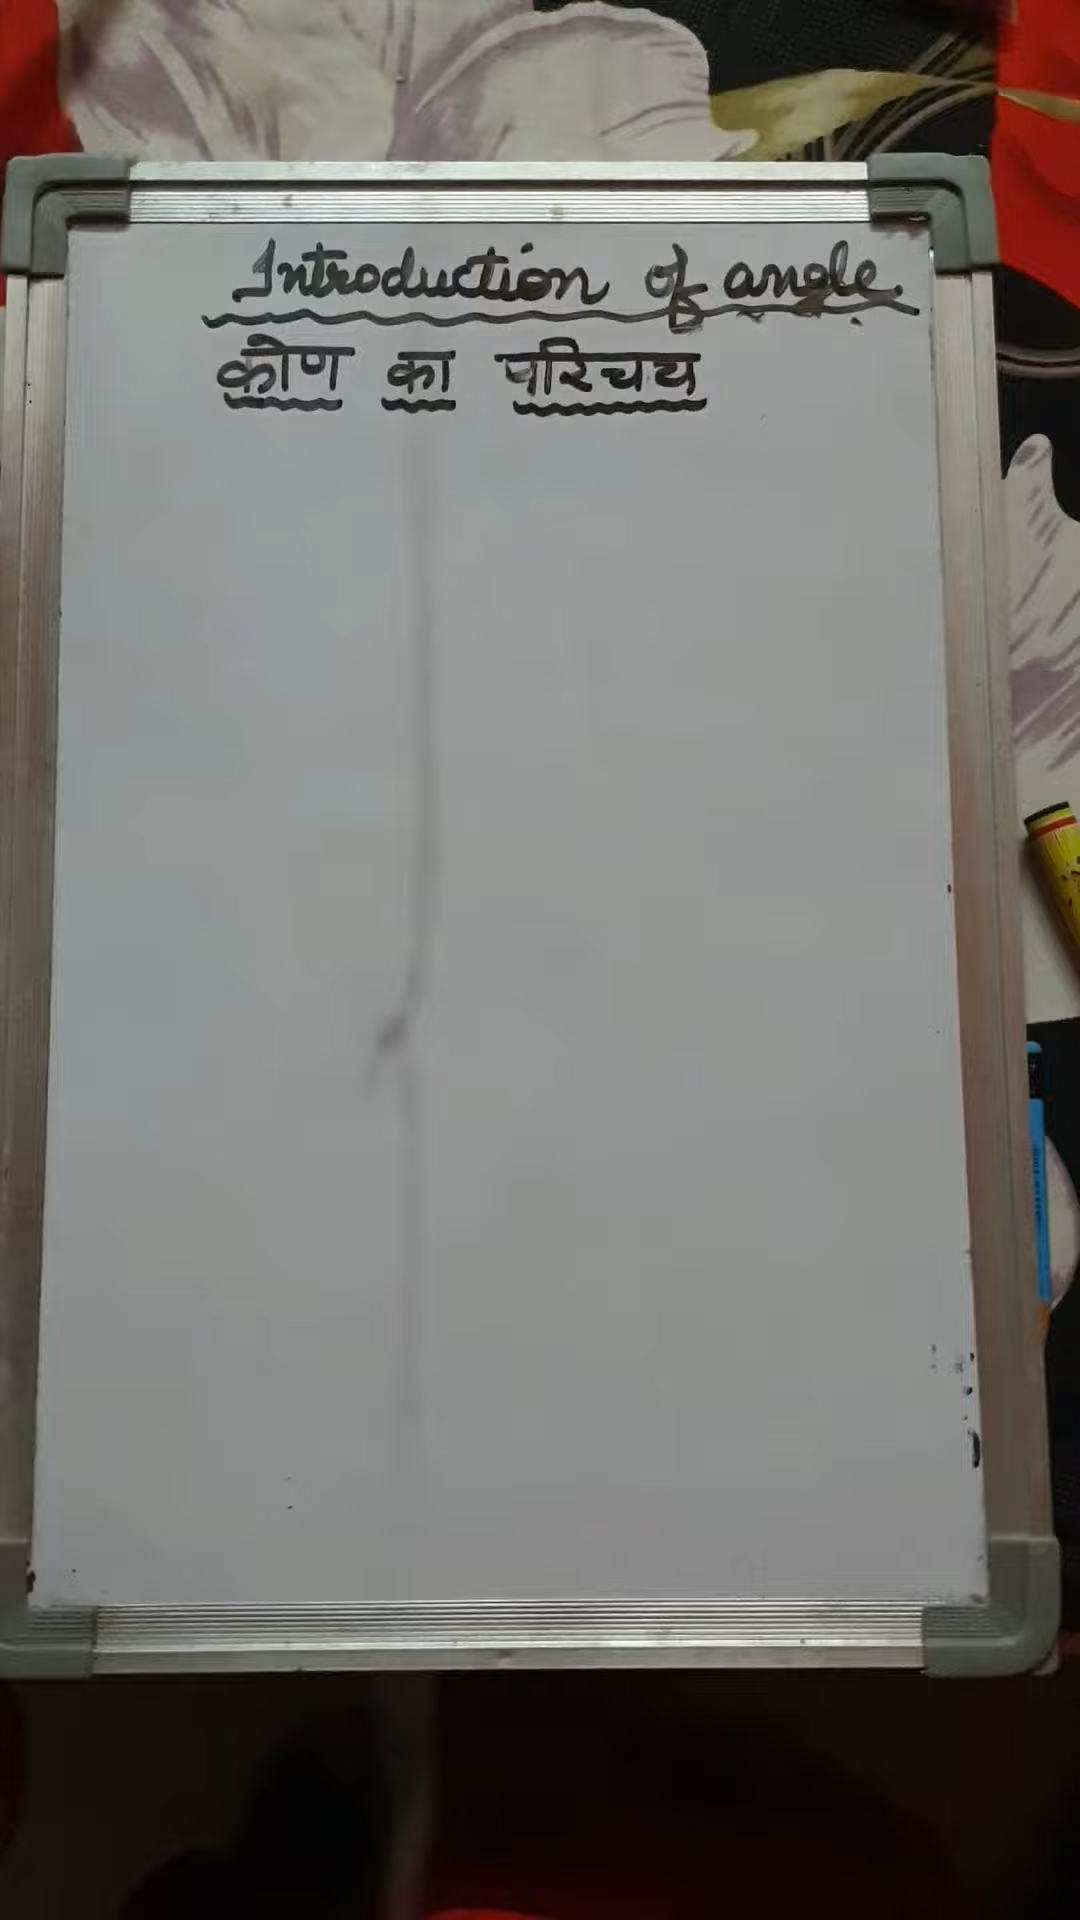 Introduction of angle.
कोण का परिचय